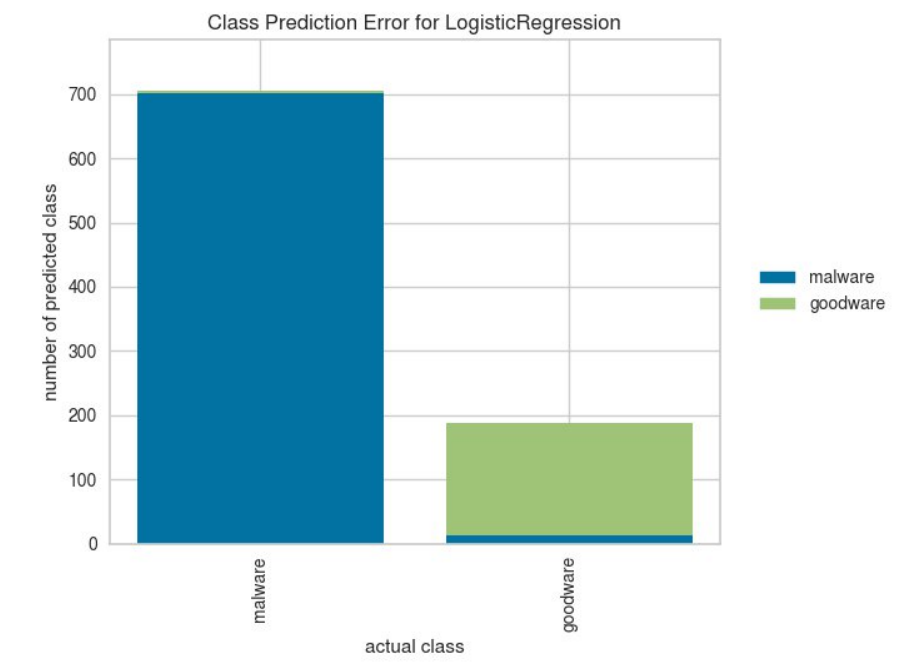 Class Prediction Error for LogisticRegression
number of predicted class
700
600
500
400
300
200
100
0
malware
goodware
actual class
malware
goodware